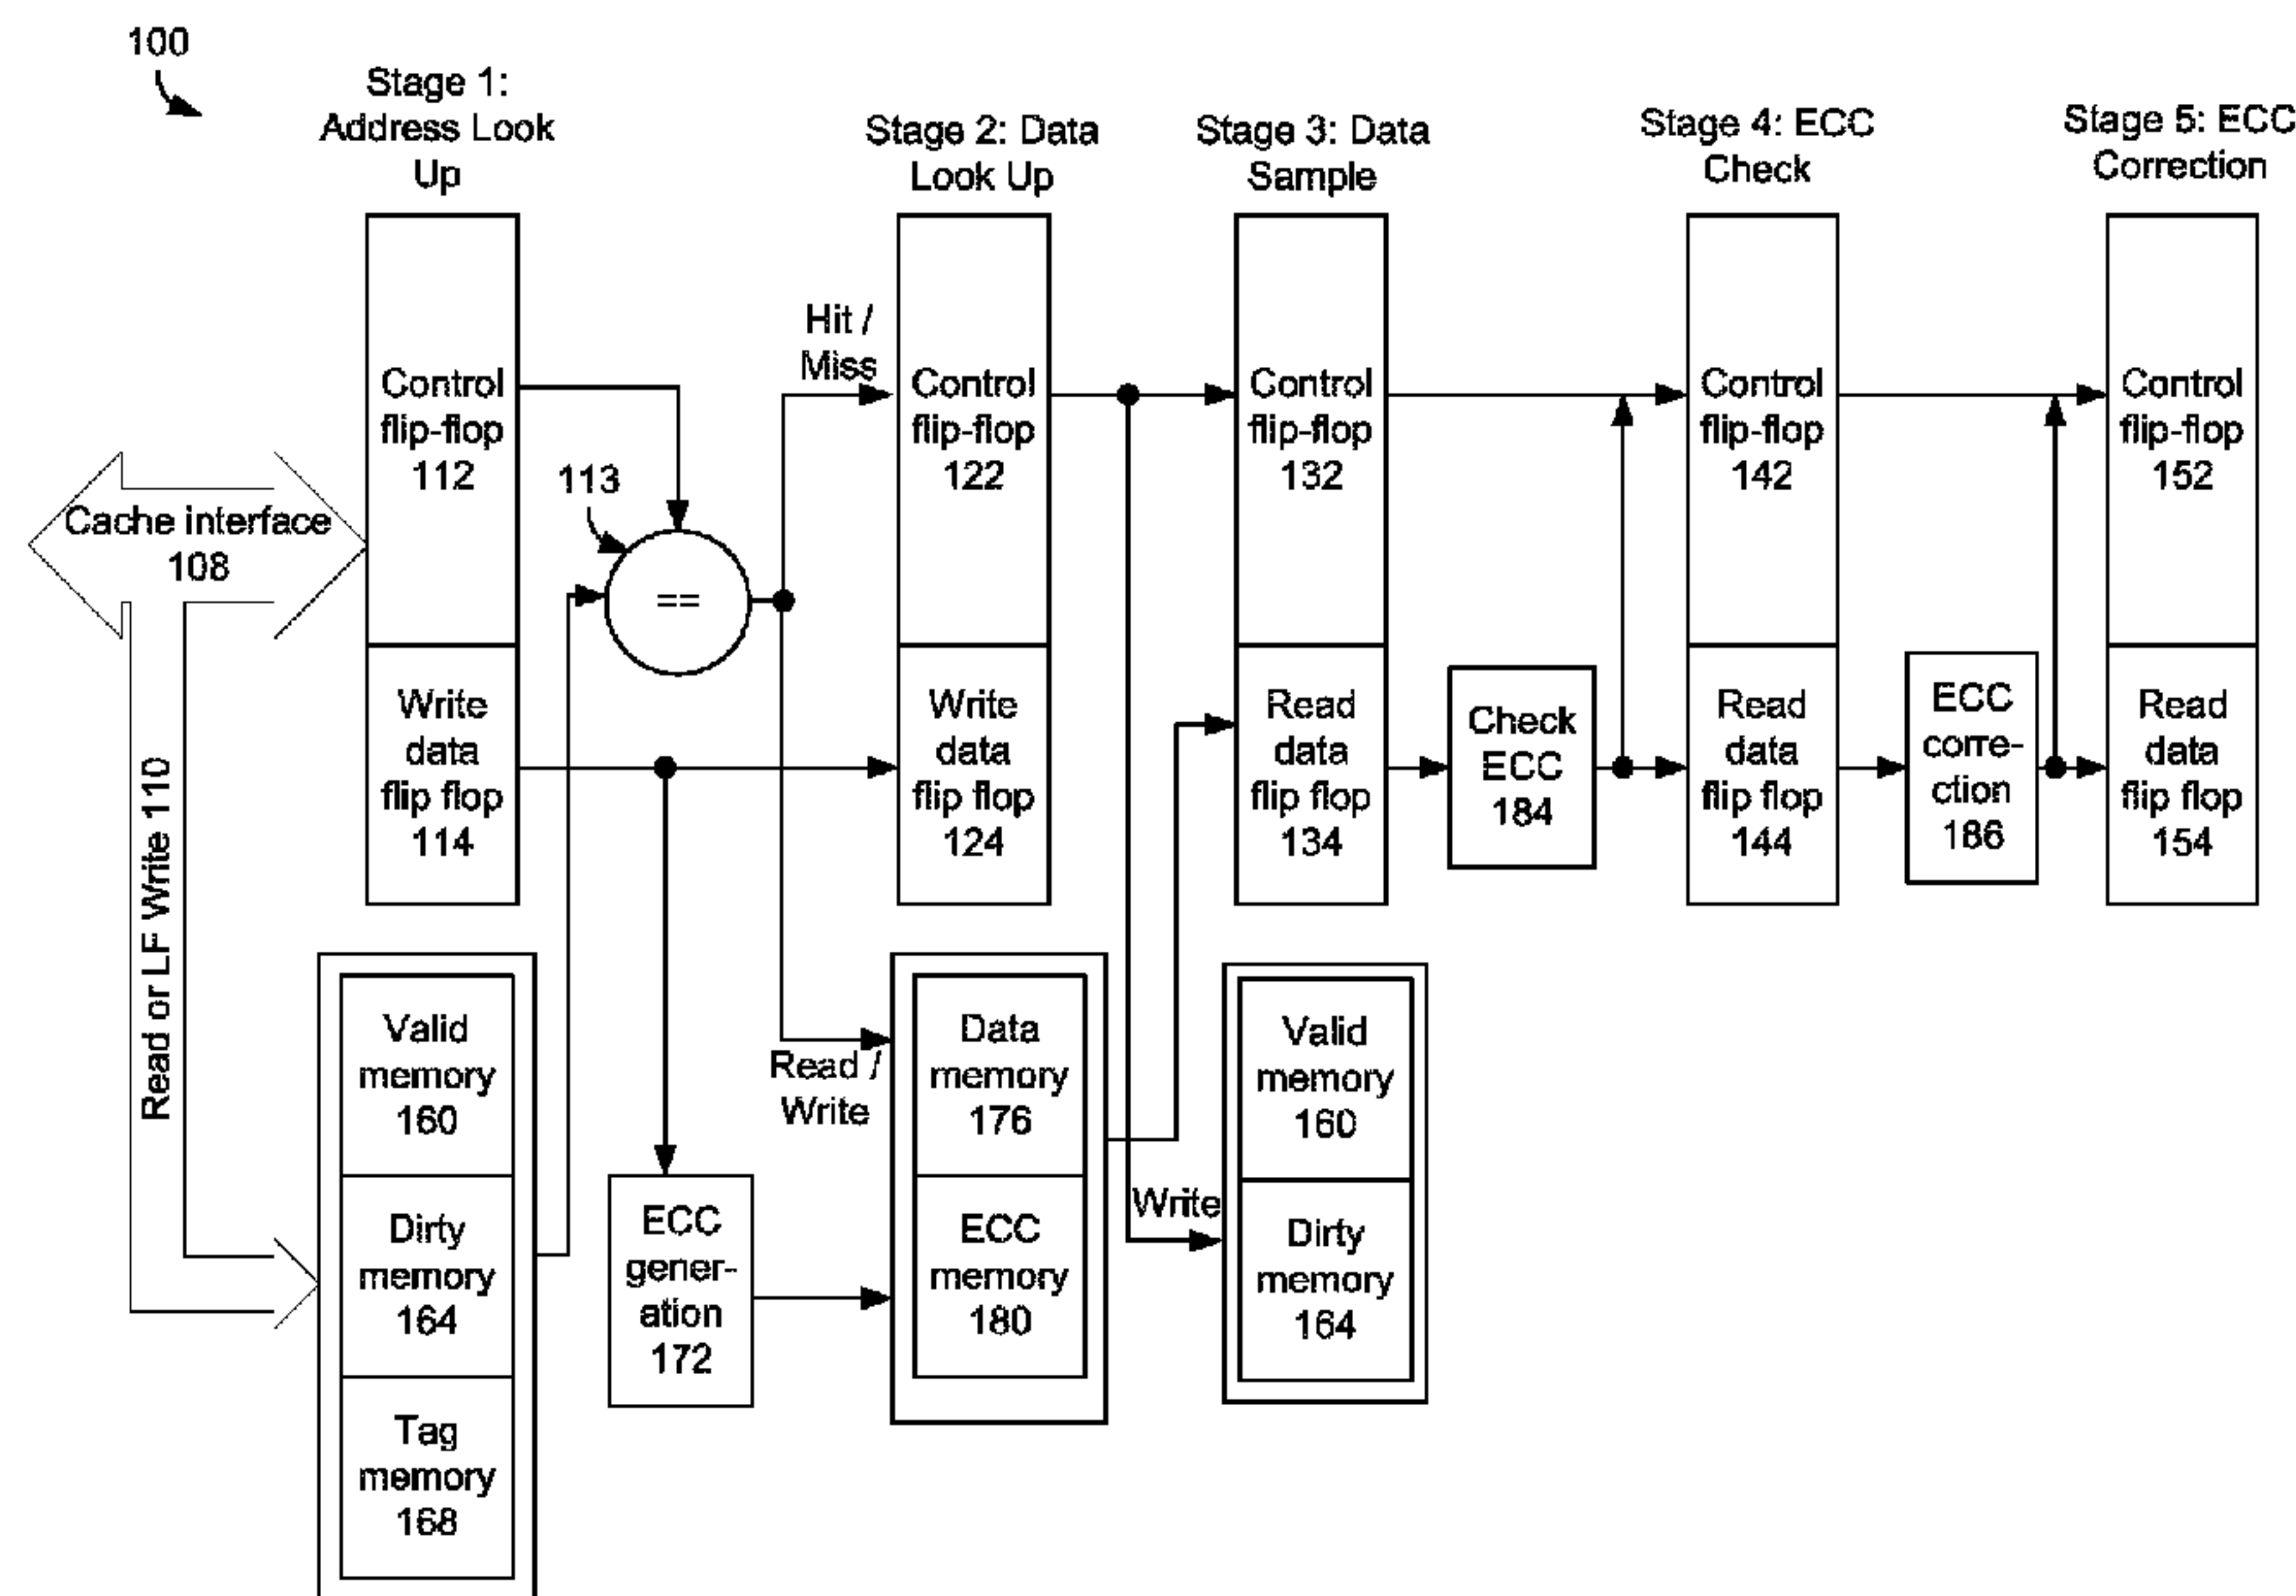 100
Stage 1:
Address Look
Up
Stage 2: Data
Look Up
Stage 3: Data
Sample
Stage 4: ECC
Check
Stage 5: ECC
Correction
Cache interface
108
Read or LF Write 110
Control
flip-flop
112
Write
data
flip flop
114
113
==
Hit /
Miss
Control
flip-flop
122
Write
data
flip flop
124
Control
flip-flop
132
Read
data
flip flop
134
Check
ECC
184
Control
flip-flop
142
Read
data
flip flop
144
ECC
corre-
ction
186
Control
flip-flop
152
Read
data
flip flop
154
Valid
memory
160
Dirty
memory
164
Tag
memory
168
ECC
gener-
ation
172
Read /
Write
Data
memory
176
ECC
memory
180
Write
Valid
memory
160
Dirty
memory
164